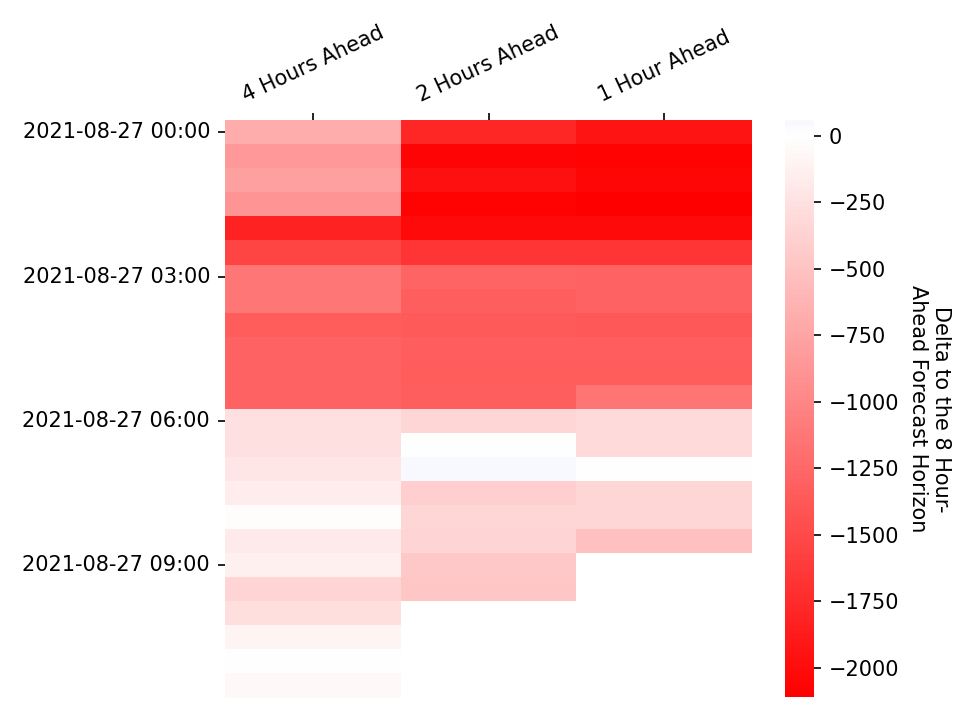 4 Hours Ahead
2 Hours Ahead
1 Hour Ahead
2021-08-27 00:00
2021-08-27 03:00
2021-08-27 06:00
2021-08-27 09:00
0
−250
−500
−750
−1000
−1250
−1500
−1750
−2000
Delta to the 8 Hour-
Ahead Forecast Horizon